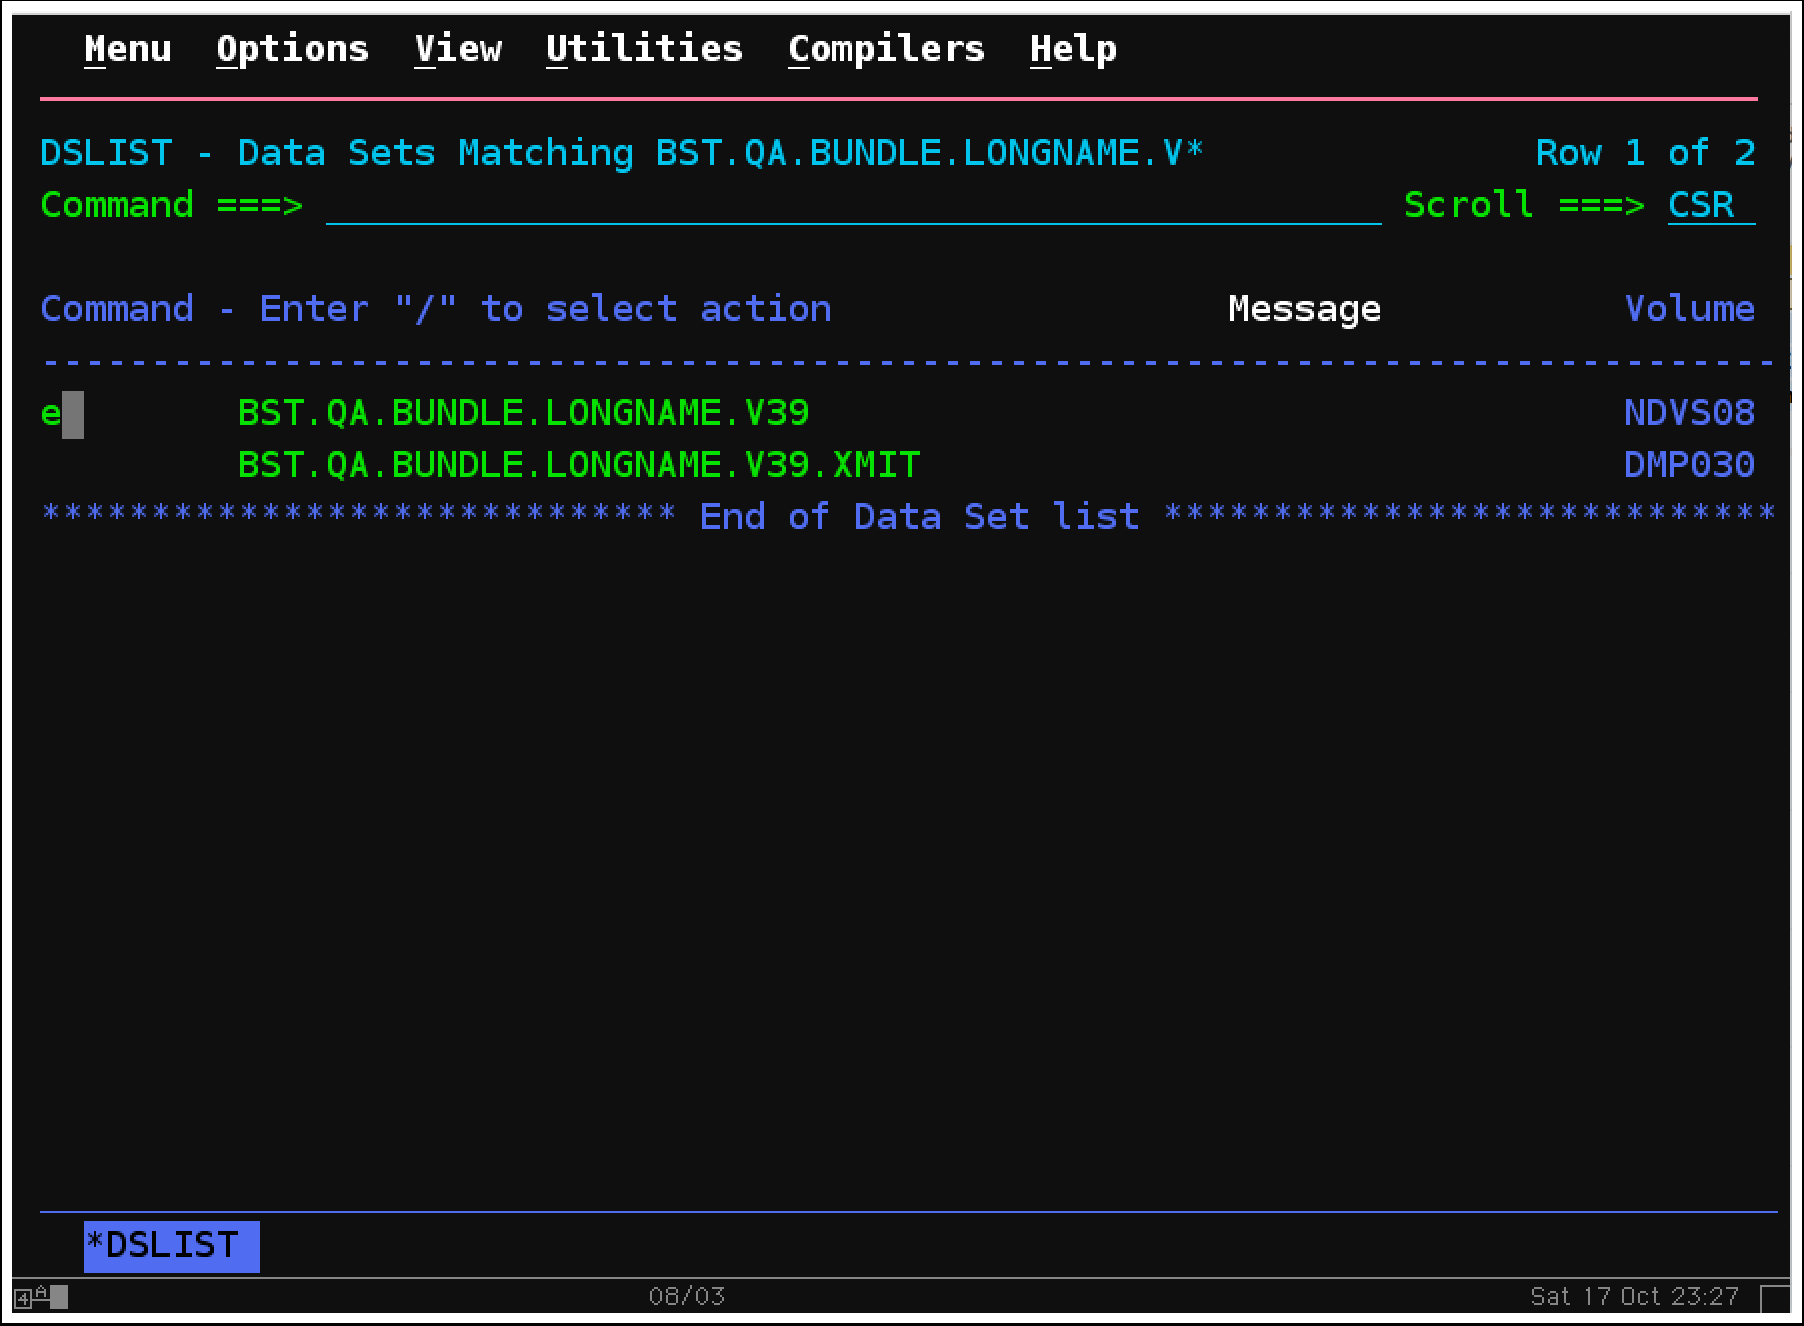 Menu Options View Utilities Compilers Help
DSLIST - Data Sets Matching BST.QA.BUNDLE.LONGNAME.V* Row 1 of 2
Command ===> Scroll ===> CSR
Command - Enter "/" to select action Message Volume
-------------------------------------------------------------------------------
e BST.QA.BUNDLE.LONGNAME.V39 NDVS08
BST.QA.BUNDLE.LONGNAME.V39.XMIT DMP030
***************************** End of Data Set list ****************************
*DSLIST
4 A 08/03 Sat 17 Oct 23:27